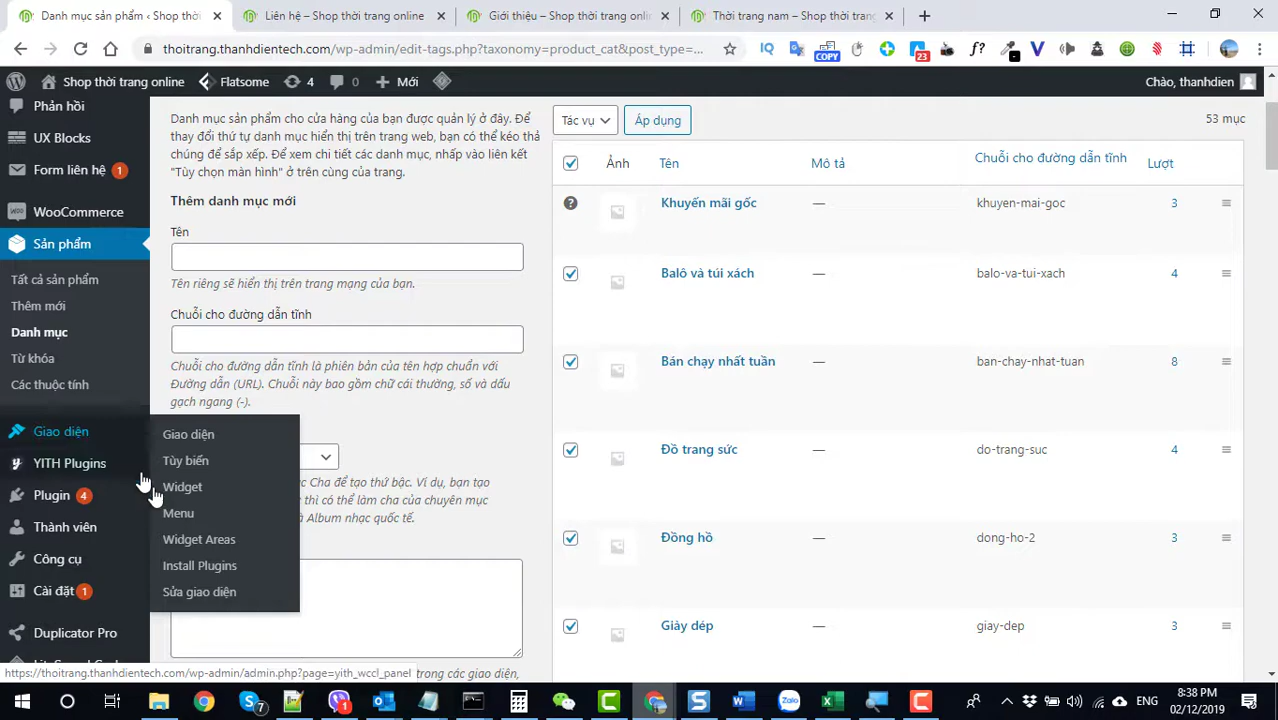 Danh mục sản phẩm ‹ Shop thời
Liên hệ – Shop thời trang online
Giới thiệu – Shop thời trang onl
Thời trang nam – Shop thời trang
thoitrang.thanhdientech.com/wp-admin/edit-tags.php?taxonomy=product_cat&post_type=...
IQ
COPY
23
f?
V
Shop thời trang online
Flatsome
4
0
Mới
Chào, thanhdien
Phản hồi
UX Blocks
Form liên hệ 1
WooCommerce
Sản phẩm
Tất cả sản phẩm
Thêm mới
Danh mục
Từ khóa
Các thuộc tính
Giao diện
YITH Plugins
Plugin 4
Thành viên
Công cụ
Cài đặt 1
Duplicator Pro
Giao diện
Tùy biến
Widget
Menu
Widget Areas
Install Plugins
Sửa giao diện
Danh mục sản phẩm cho cửa hàng của bạn được quản lý ở đây. Để
thay đổi thứ tự danh mục hiển thị trên trang web, bạn có thể kéo thả
chúng để sắp xếp. Để xem chi tiết các danh mục, nhấp vào liên kết
"Tùy chọn màn hình" ở trên cùng của trang.
Thêm danh mục mới
Tên
Tên riêng sẽ hiển thị trên trang mạng của bạn.
Chuỗi cho đường dẫn tĩnh
Chuỗi cho đường dẫn tĩnh là phiên bản của tên hợp chuẩn với
Đường dẫn (URL). Chuỗi này bao gồm chữ cái thường, số và dấu
gạch ngang (-).
Cha để tạo thứ bậc. Ví dụ, bạn tạo
thì có thể làm cha của chuyên mục
và Album nhạc quốc tế.
trong các giao diện,
https://thoitrang.thanhdientech.com/wp-admin/admin.php?page=yith_wccl_panel
Tác vụ
Áp dụng
53 mục
Ảnh Tên Mô tả Chuỗi cho đường dẫn tĩnh Lượt
Khuyến mãi gốc — khuyen-mai-goc 3
Balô và túi xách — balo-va-tui-xach 4
Bán chạy nhất tuần — ban-chay-nhat-tuan 8
Đồ trang sức — do-trang-suc 4
Đồng hồ — dong-ho-2 3
Giày dép — giay-dep 3
7
1
Zalo
ENG
8:38 PM
02/12/2019